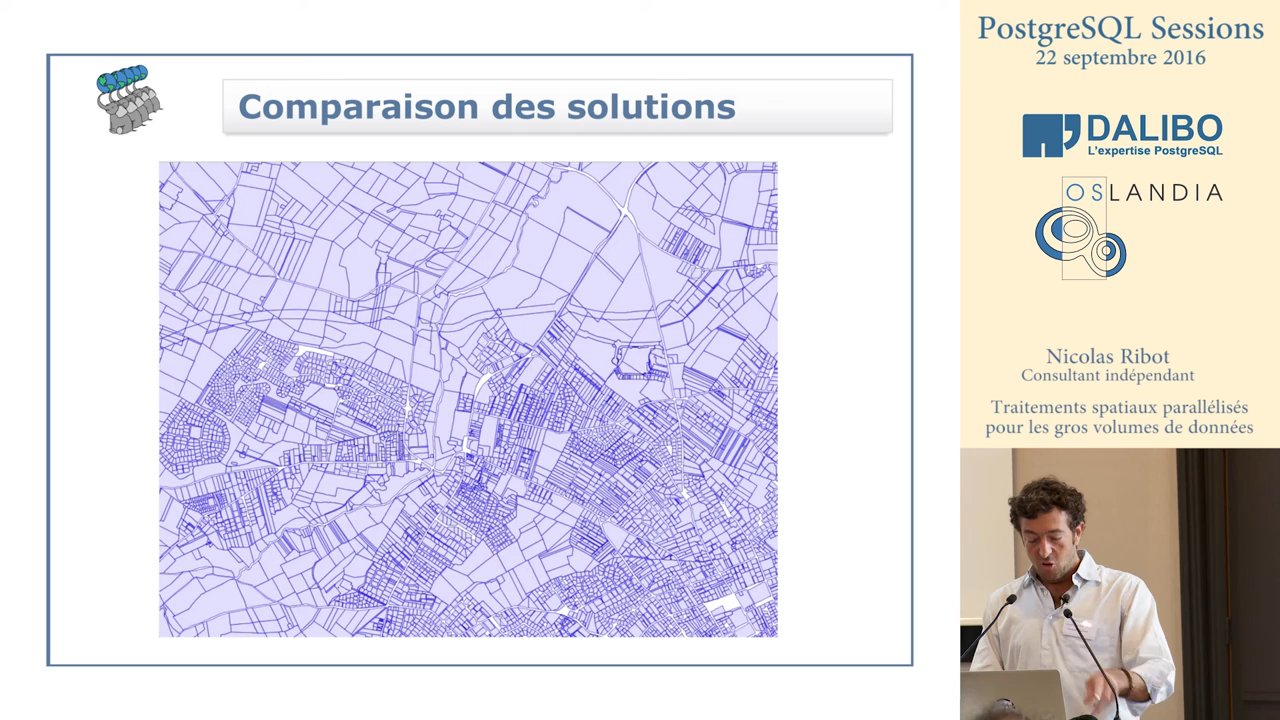 Comparaison des solutions
PostgreSQL Sessions
22 septembre 2016
DALIBO
L'expertise PostgreSQL
OSLANDIA
Nicolas Ribot
Consultant indépendant
Traitements spatiaux parallélisés
pour les gros volumes de données